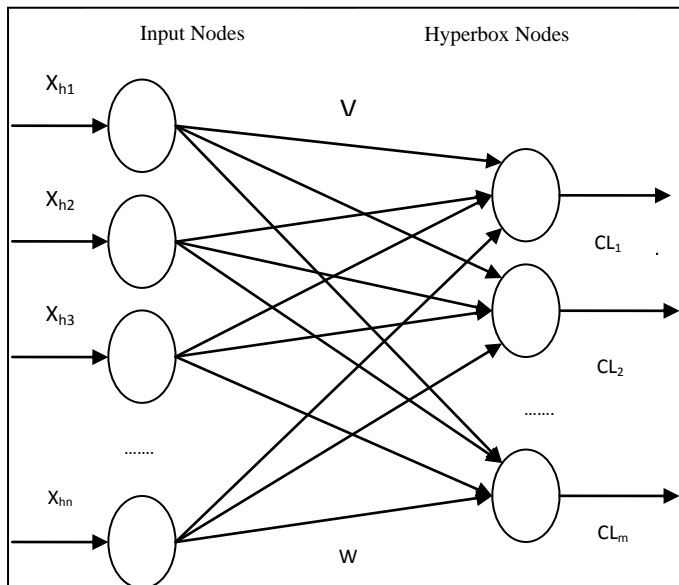 Input Nodes Hyperbox Nodes
Xh1
V
Xh2
CL1 .
Xh3
CL2
.......
.......
Xhn
W
CLm